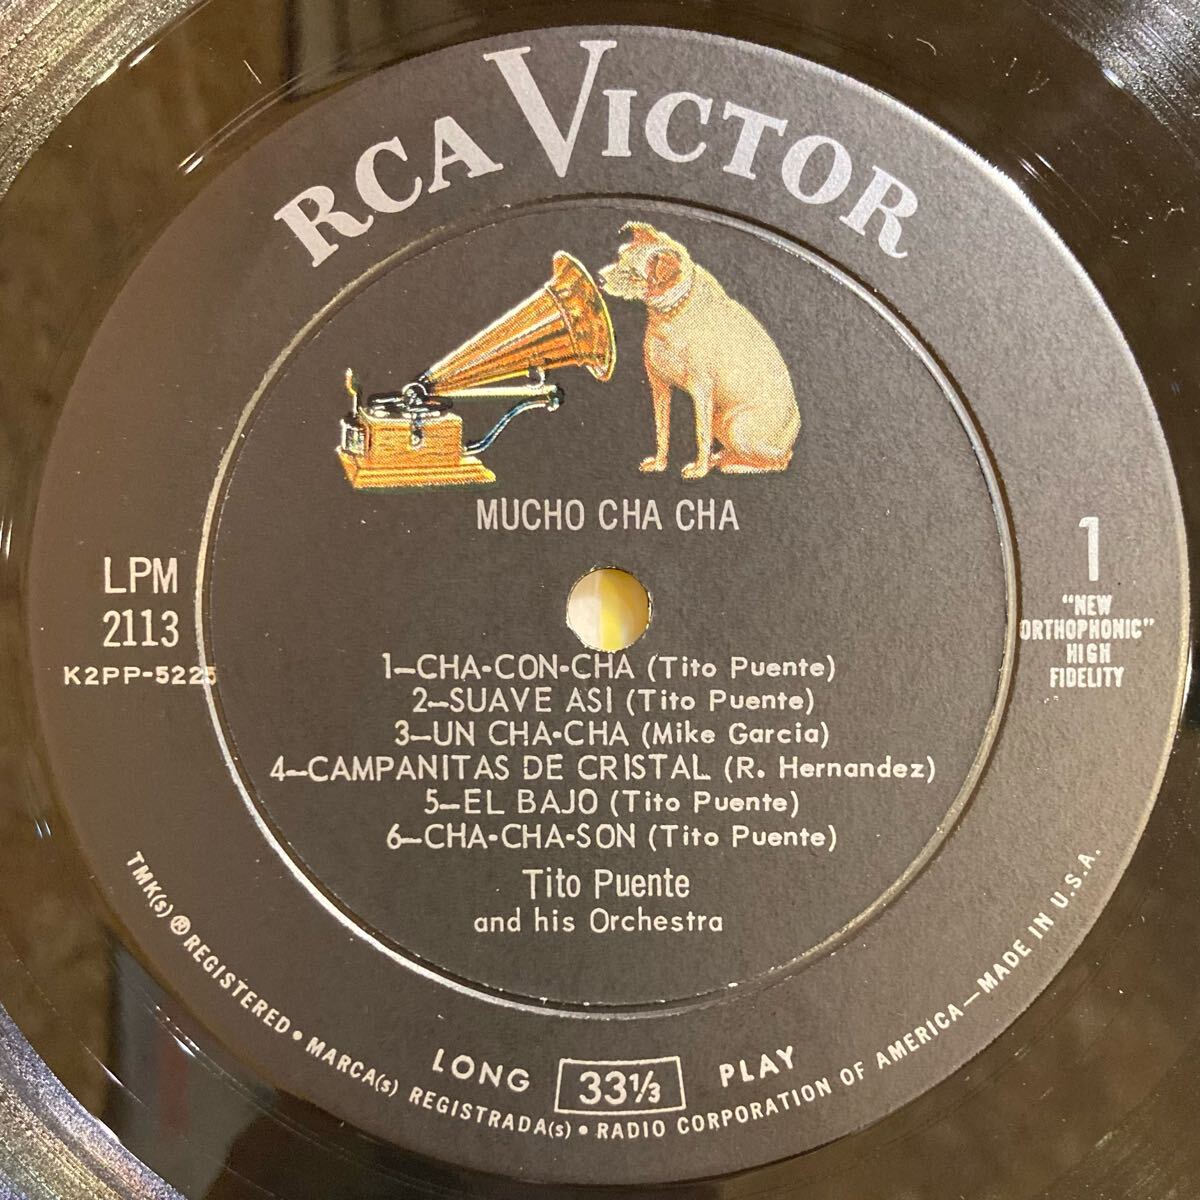 RCA VICTOR
MUCHO CHA CHA
LPM
2113
K2PP-5225
1
"NEW
ORTHOPHONIC"
HIGH
FIDELITY
1—CHA-CON-CHA (Tito Puente)
2—SUAVE ASI (Tito Puente)
3—UN CHA-CHA (Mike Garcia)
4—CAMPANITAS DE CRISTAL (R. Hernandez)
5—EL BAJO (Tito Puente)
6—CHA-CHA-SON (Tito Puente)
Tito Puente
and his Orchestra
LONG 33⅓ PLAY
TMK(s) ® REGISTERED • MARCA(s) REGISTRADA(s) • RADIO CORPORATION OF AMERICA—MADE IN U.S.A.